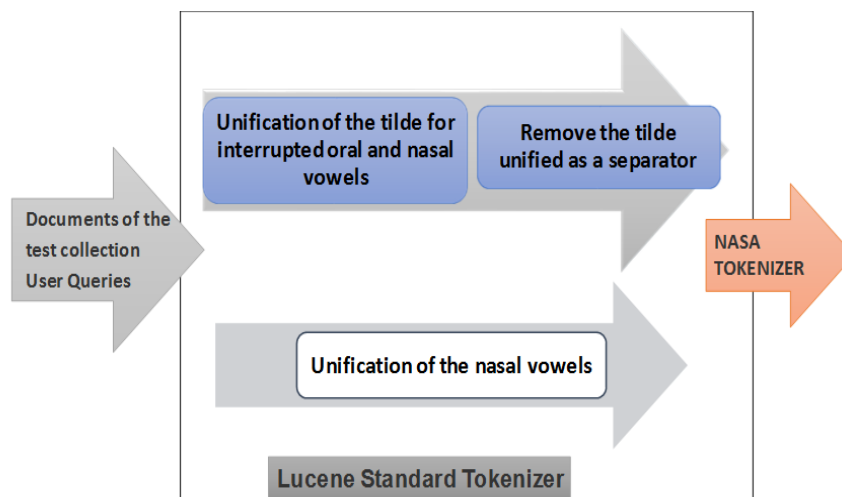 Unification of the tilde for
interrupted oral and nasal
vowels
Remove the tilde
unified as a separator
Documents of the
test collection
User Queries
NASA
TOKENIZER
Unification of the nasal vowels
Lucene Standard Tokenizer